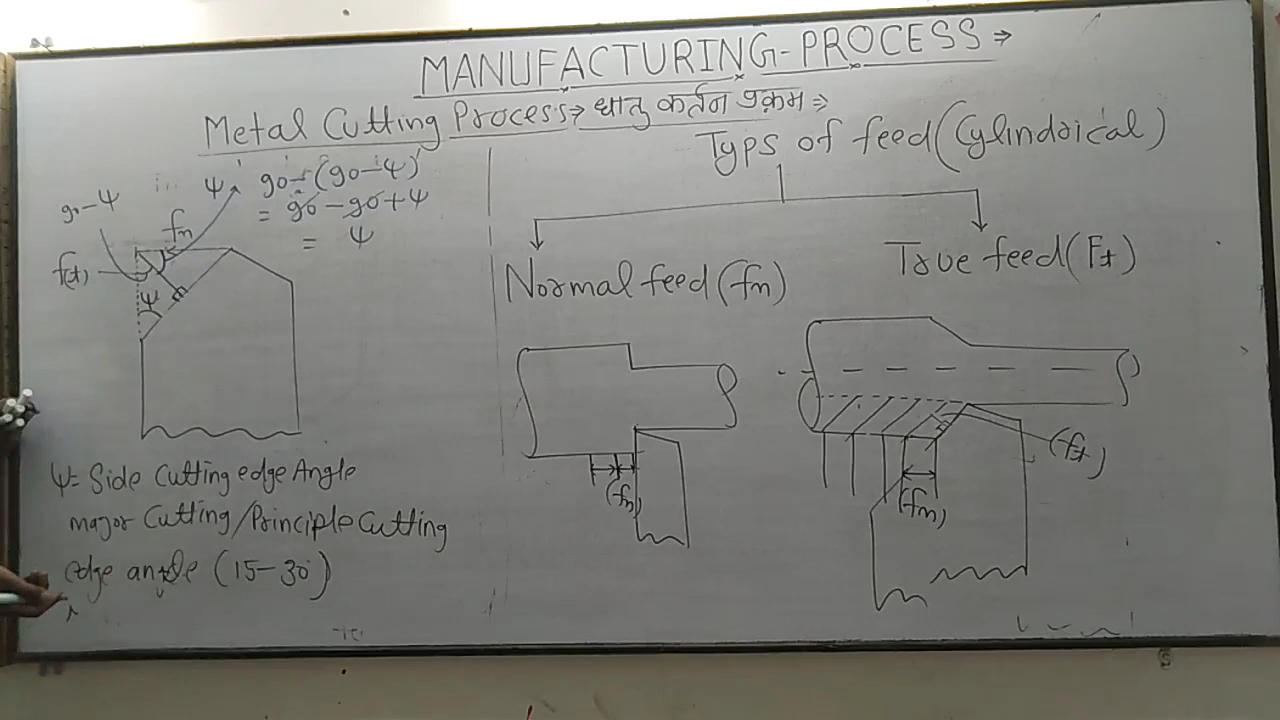 MANUFACTURING-PROCESS ⇒
Metal Cutting Process ⇒ धातु कर्तन प्रक्रम ⇒
Typs of feed (Cylindrical)
Normal feed (fn)
True feed (Ft)
90-ψ
ψ
90-(90-ψ)
= 90-90+ψ
= ψ
fn
f(t)
ψ
(fn)
(ft)
(fn)
ψ= Side Cutting edge Angle
major Cutting/Principle Cutting
edge angle (15-30)